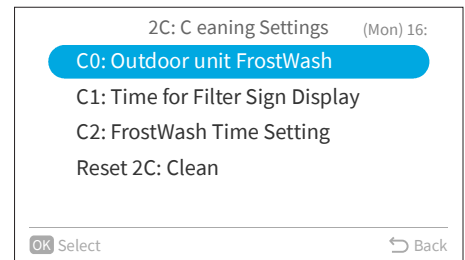 2C: C eaning Settings (Mon) 16:
C0: Outdoor unit FrostWash
C1: Time for Filter Sign Display
C2: FrostWash Time Setting
Reset 2C: Clean
OK Select Back